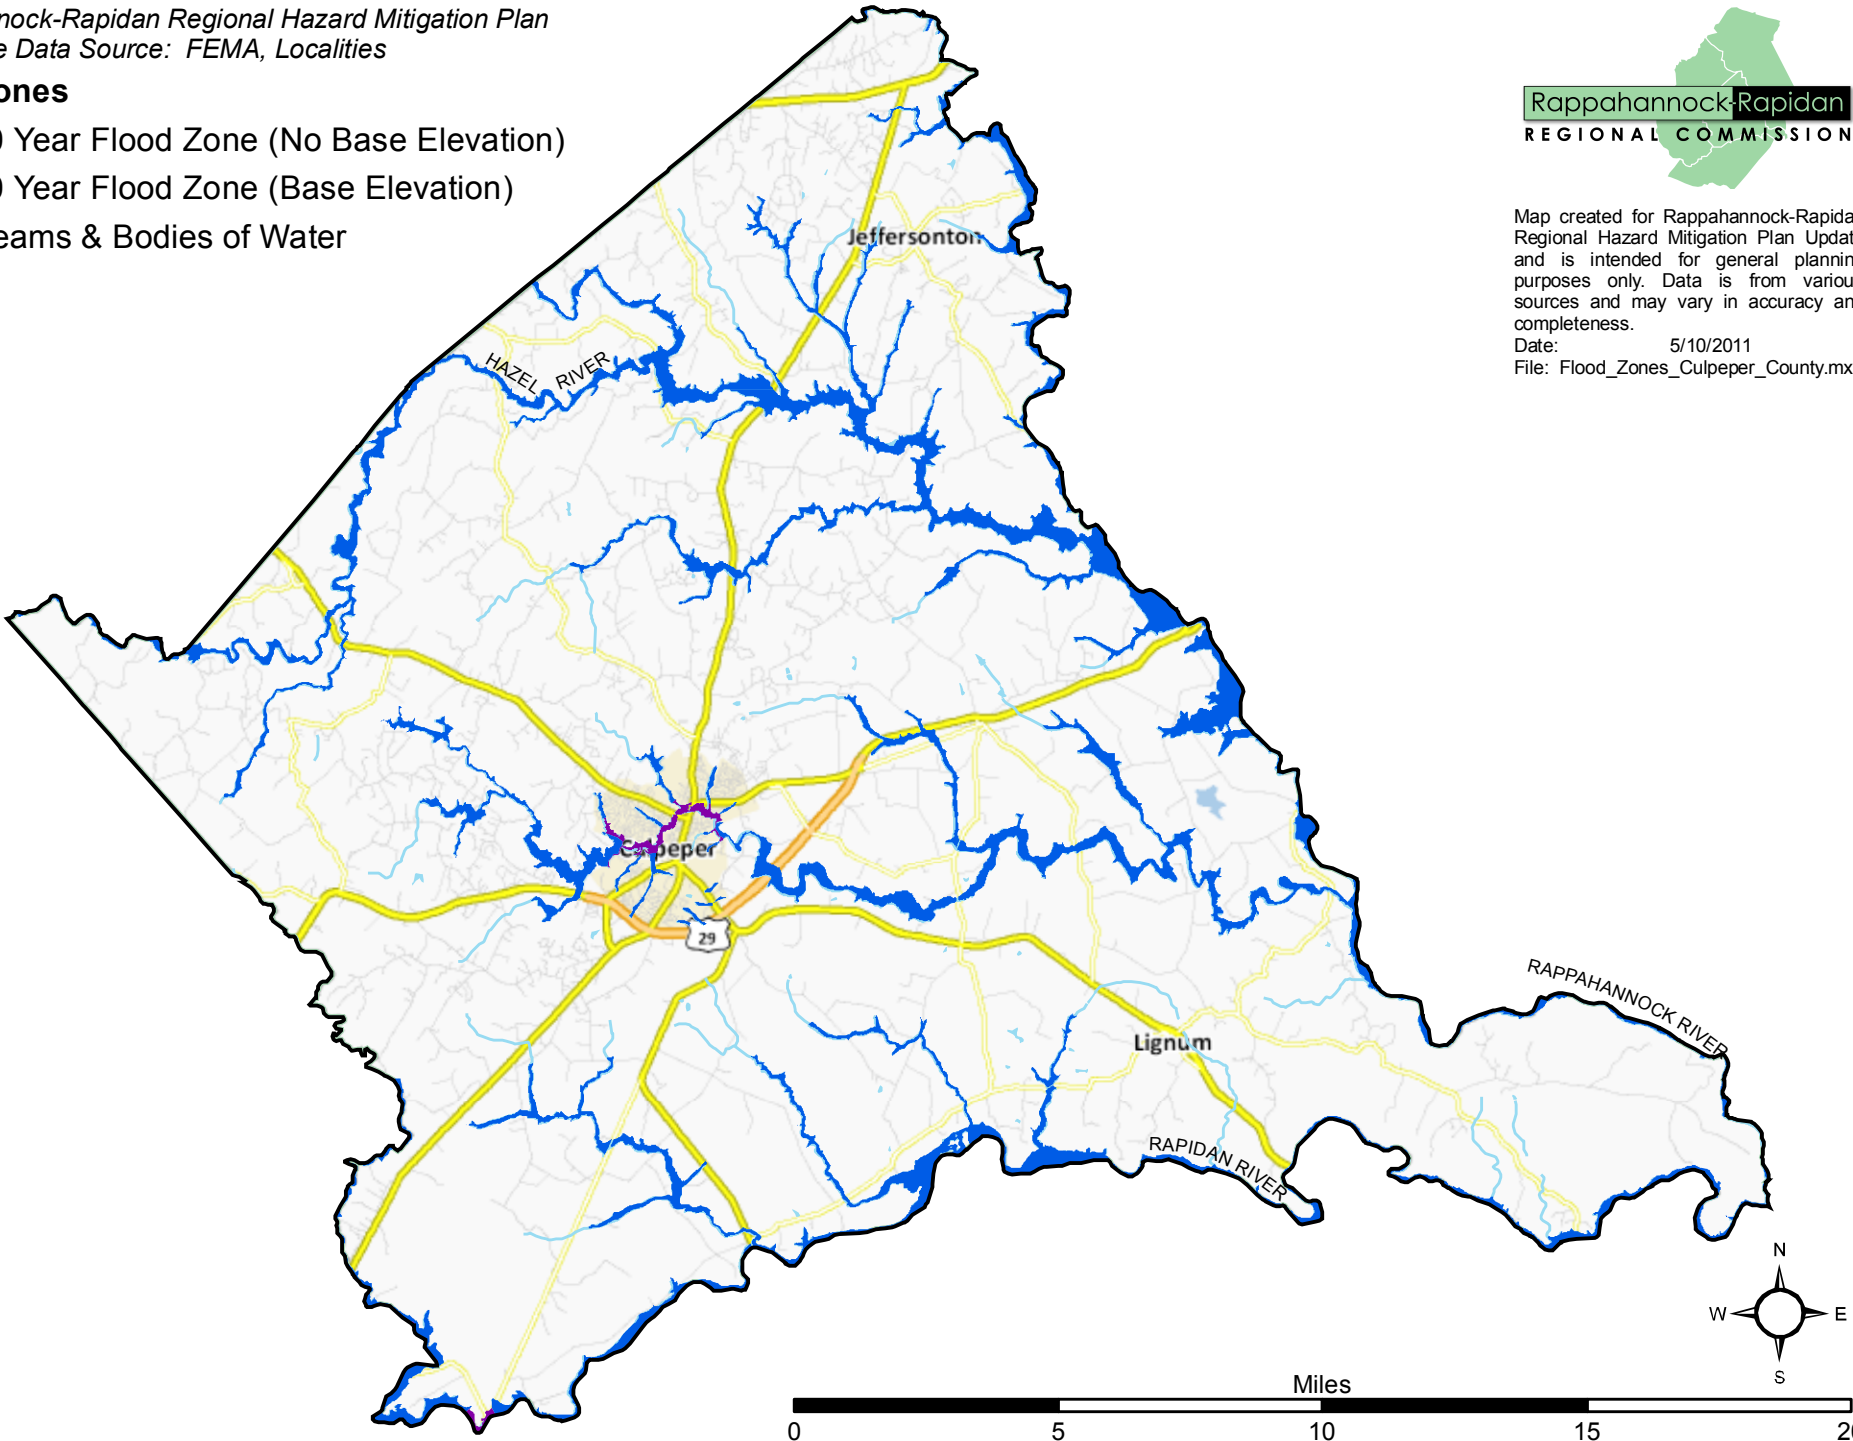 nock-Rapidan Regional Hazard Mitigation Plan
e Data Source: FEMA, Localities
ones
0 Year Flood Zone (No Base Elevation)
0 Year Flood Zone (Base Elevation)
eams & Bodies of Water
Rappahannock-Rapidan
REGIONAL COMMISSION
Map created for Rappahannock-Rapida
Regional Hazard Mitigation Plan Updat
and is intended for general plannin
purposes only. Data is from variou
sources and may vary in accuracy an
completeness.
Date: 5/10/2011
File: Flood_Zones_Culpeper_County.mx
Jeffersonton
HAZEL RIVER
Culpeper
29
RAPPAHANNOCK RIVER
Lignum
RAPIDAN RIVER
N
W E
S
Miles
0 5 10 15 20